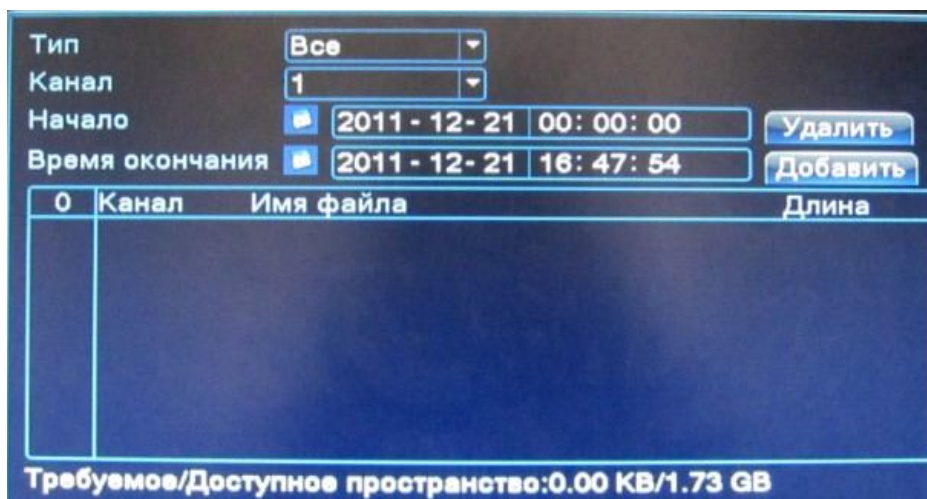 Тип Все
Канал 1
Начало 2011 - 12- 21 00: 00: 00 Удалить
Время окончания 2011 - 12- 21 16: 47: 54 Добавить
0 Канал Имя файла Длина
Требуемое/Доступное пространство:0.00 KB/1.73 GB